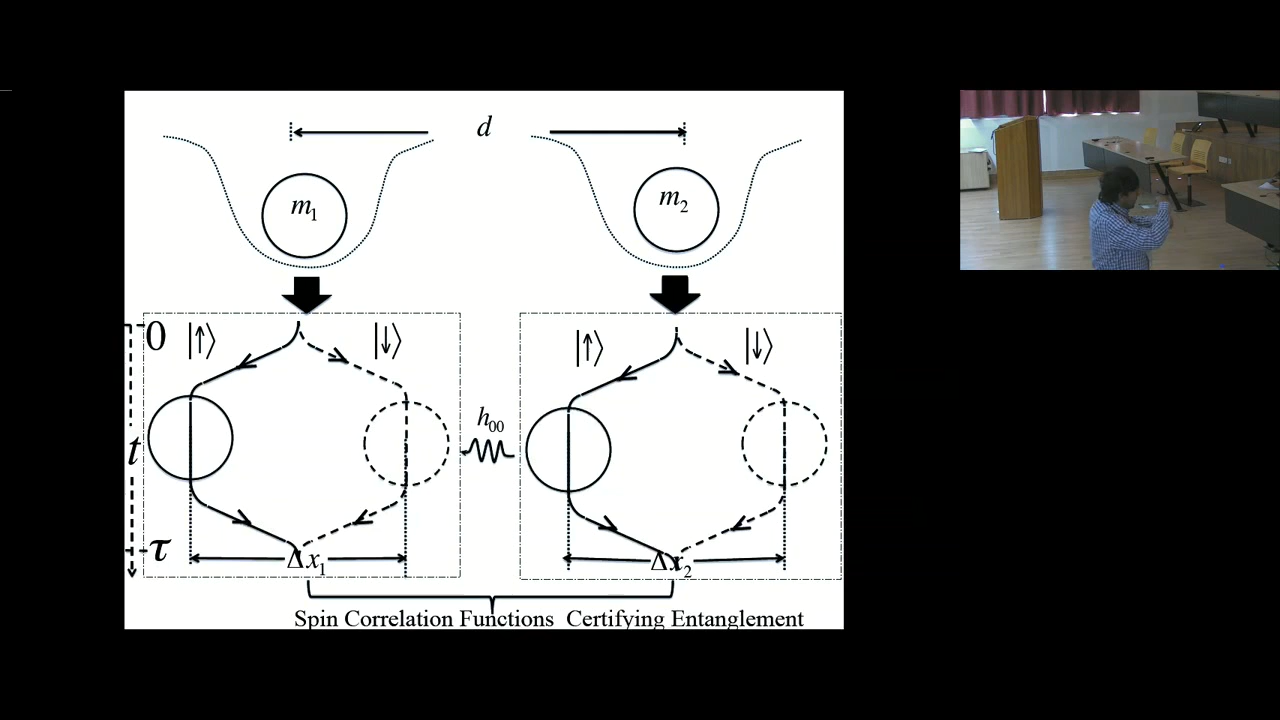 d
m₁
m₂
0
|↑⟩
|↓⟩
|↑⟩
|↓⟩
h₀₀
t
τ
Δx₁
Δx₂
Spin Correlation Functions Certifying Entanglement